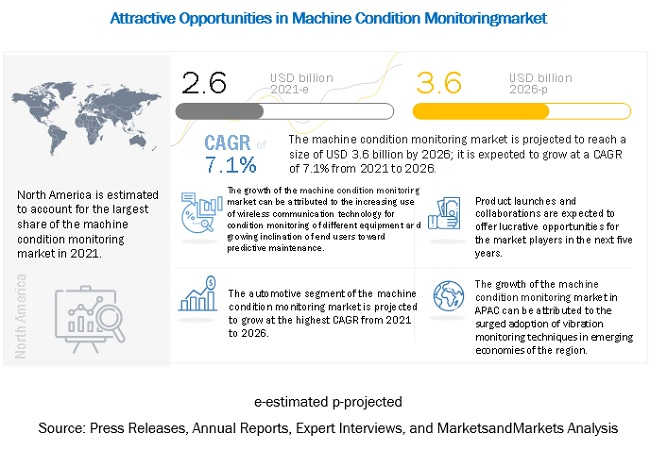 Attractive Opportunities in Machine Condition Monitoringmarket
2.6
USD billion
2021-e
3.6
USD billion
2026-p
CAGR of
7.1%
The machine condition monitoring market is projected to reach a
size of USD 3.6 billion by 2026; it is expected to grow at a CAGR
of 7.1% from 2021 to 2026.
North America is estimated
to account for the largest
share of the machine
condition monitoring
market in 2021.
North America
The growth of the machine condition monitoring
market can be attributed to the increasing use
of wireless communication technology for
condition monitoring of different equipment and
growing inclination of end users toward
predictive maintenance.
Product launches and
collaborations are expected to
offer lucrative opportunities for
the market players in the next five
years.
The automotive segment of the machine
condition monitoring market is projected
to grow at the highest CAGR from 2021
to 2026.
The growth of the machine
condition monitoring market in
APAC can be attributed to the
surged adoption of vibration
monitoring techniques in emerging
economies of the region.
e-estimated p-projected
Source: Press Releases, Annual Reports, Expert Interviews, and MarketsandMarkets Analysis